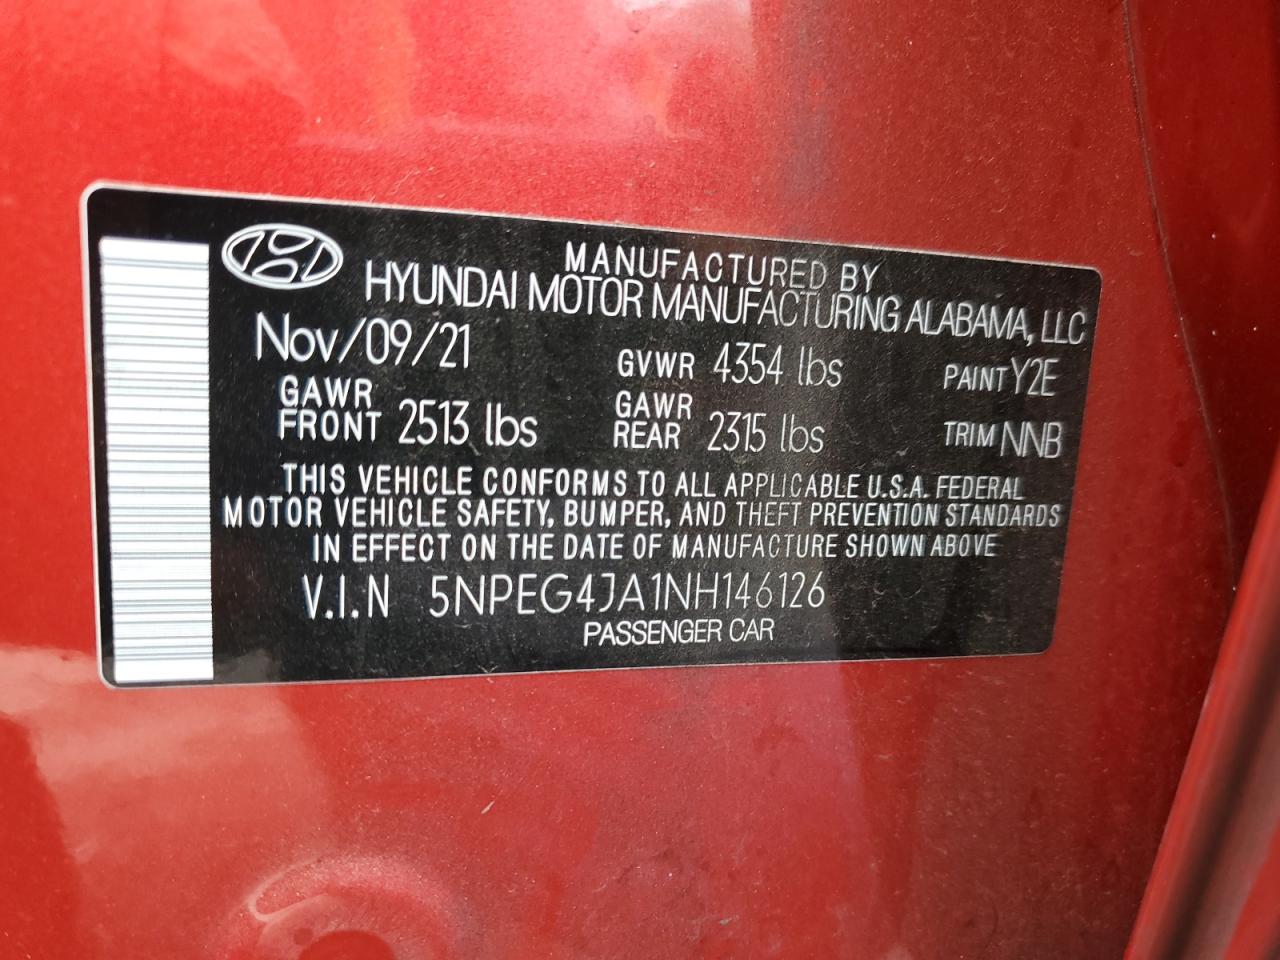 MANUFACTURED BY
HYUNDAI MOTOR MANUFACTURING ALABAMA, LLC
Nov/09/21 GVWR 4354 lbs PAINT Y2E
GAWR FRONT 2513 lbs GAWR REAR 2315 lbs TRIM NNB
THIS VEHICLE CONFORMS TO ALL APPLICABLE U.S.A. FEDERAL
MOTOR VEHICLE SAFETY, BUMPER, AND THEFT PREVENTION STANDARDS
IN EFFECT ON THE DATE OF MANUFACTURE SHOWN ABOVE
V.I.N 5NPEG4JA1NH146126
PASSENGER CAR